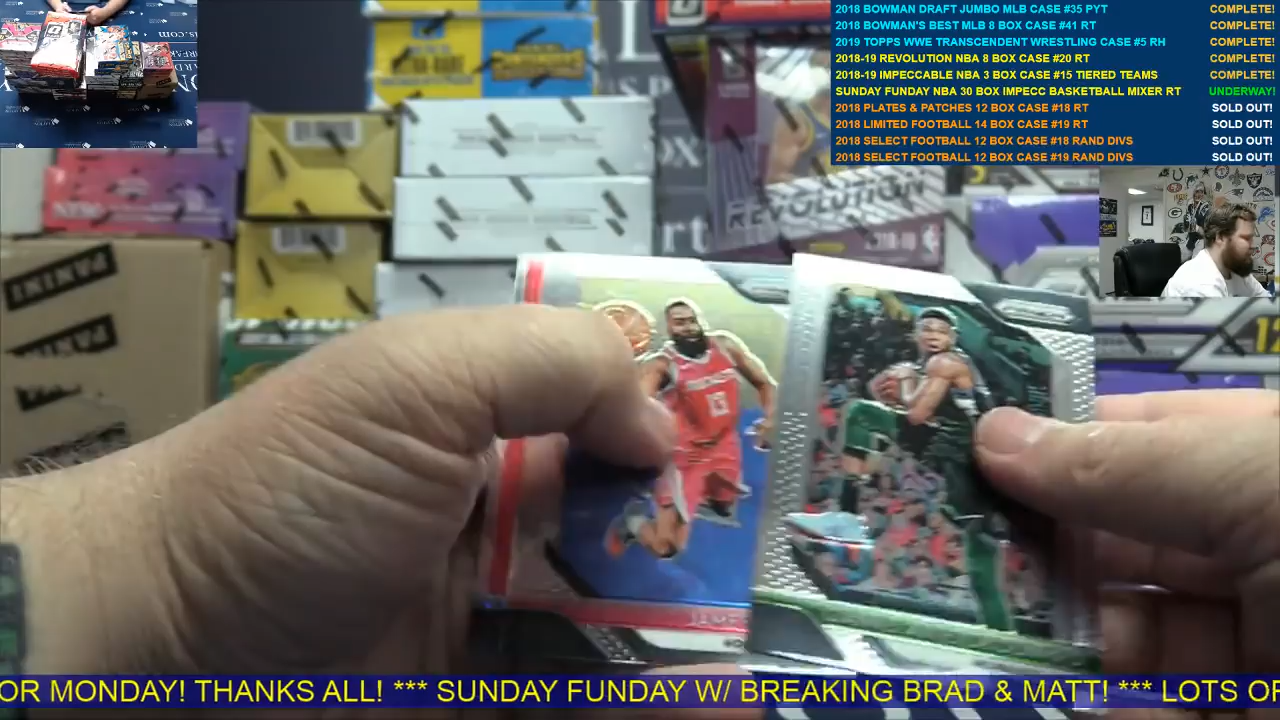 2018 BOWMAN DRAFT JUMBO MLB CASE #35 PYT COMPLETE!
2018 BOWMAN'S BEST MLB 8 BOX CASE #41 RT COMPLETE!
2019 TOPPS WWE TRANSCENDENT WRESTLING CASE #5 RH COMPLETE!
2018-19 REVOLUTION NBA 8 BOX CASE #20 RT COMPLETE!
2018-19 IMPECCABLE NBA 3 BOX CASE #15 TIERED TEAMS COMPLETE!
SUNDAY FUNDAY NBA 30 BOX IMPECC BASKETBALL MIXER RT UNDERWAY!
2018 PLATES & PATCHES 12 BOX CASE #18 RT SOLD OUT!
2018 LIMITED FOOTBALL 14 BOX CASE #19 RT SOLD OUT!
2018 SELECT FOOTBALL 12 BOX CASE #18 RAND DIVS SOLD OUT!
2018 SELECT FOOTBALL 12 BOX CASE #19 RAND DIVS SOLD OUT!
REVOLUTION
2018-19
PANINI
13
OR MONDAY! THANKS ALL! *** SUNDAY FUNDAY W/ BREAKING BRAD & MATT! *** LOTS OF